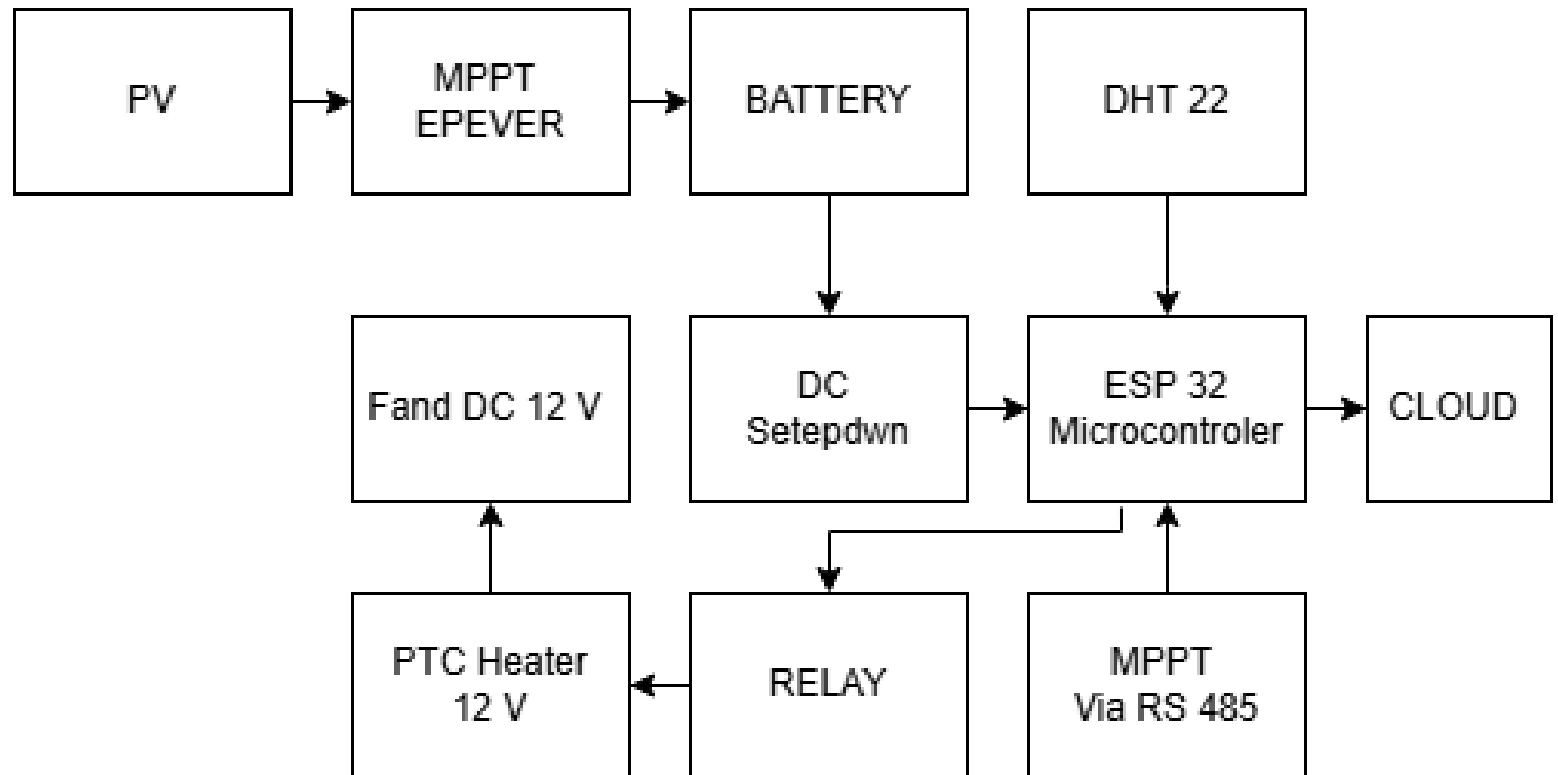 PV
MPPT
EPEVER
BATTERY
DHT 22
Fand DC 12 V
DC
Setepdwn
ESP 32
Microcontroler
CLOUD
PTC Heater
12 V
RELAY
MPPT
Via RS 485